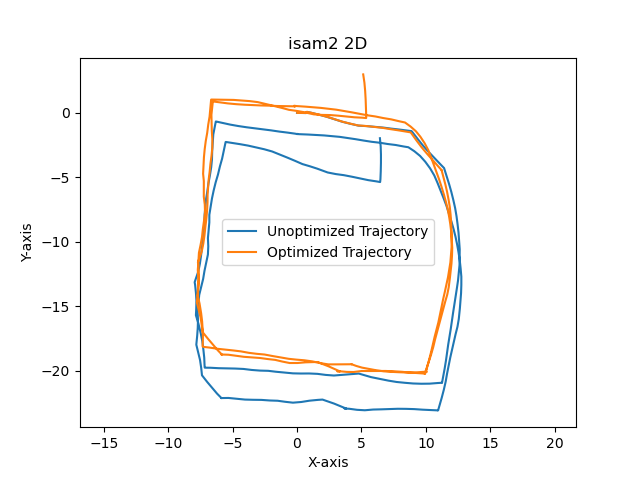 isam2 2D
0
−5
−10
−15
−20
Y-axis
Unoptimized Trajectory
Optimized Trajectory
−15
−10
−5
0
5
10
15
20
X-axis